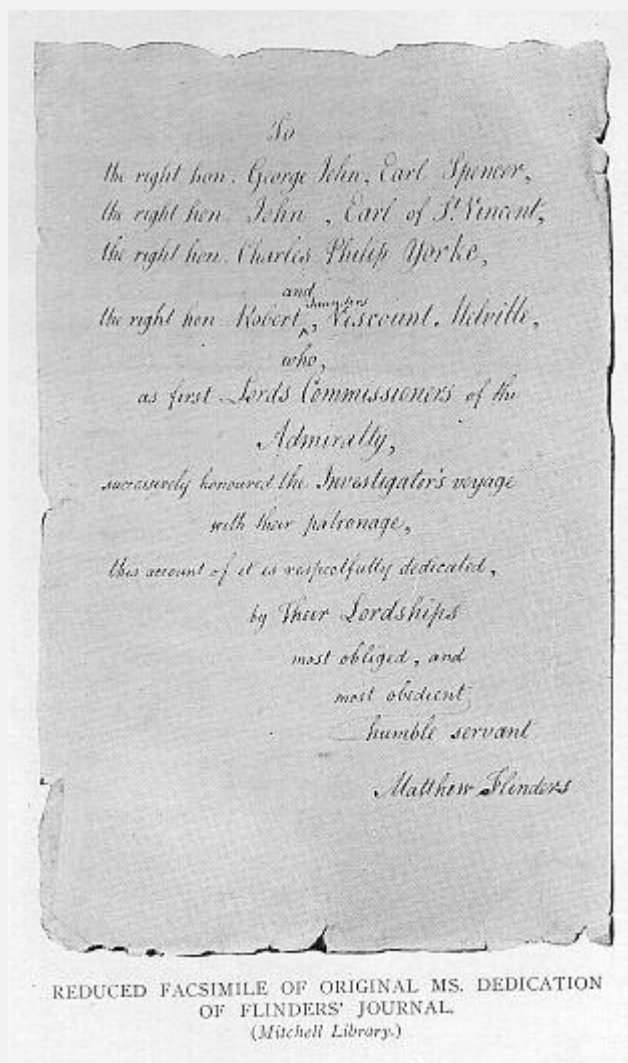 To
the right hon. George John, Earl Spencer,
the right hon. John , Earl of St. Vincent,
the right hon. Charles Philip Yorke,
and
the right hon. Robert Saunders, Viscount. Melville,
who,
as first Lords Commissioners of the
Admiralty,
successively honoured the Investigator's voyage
with their patronage,
this account of it is respectfully dedicated,
by Their Lordships
most obliged, and
most obedient
humble servant
Matthew Flinders
REDUCED FACSIMILE OF ORIGINAL MS. DEDICATION
OF FLINDERS' JOURNAL.
(Mitchell Library.)